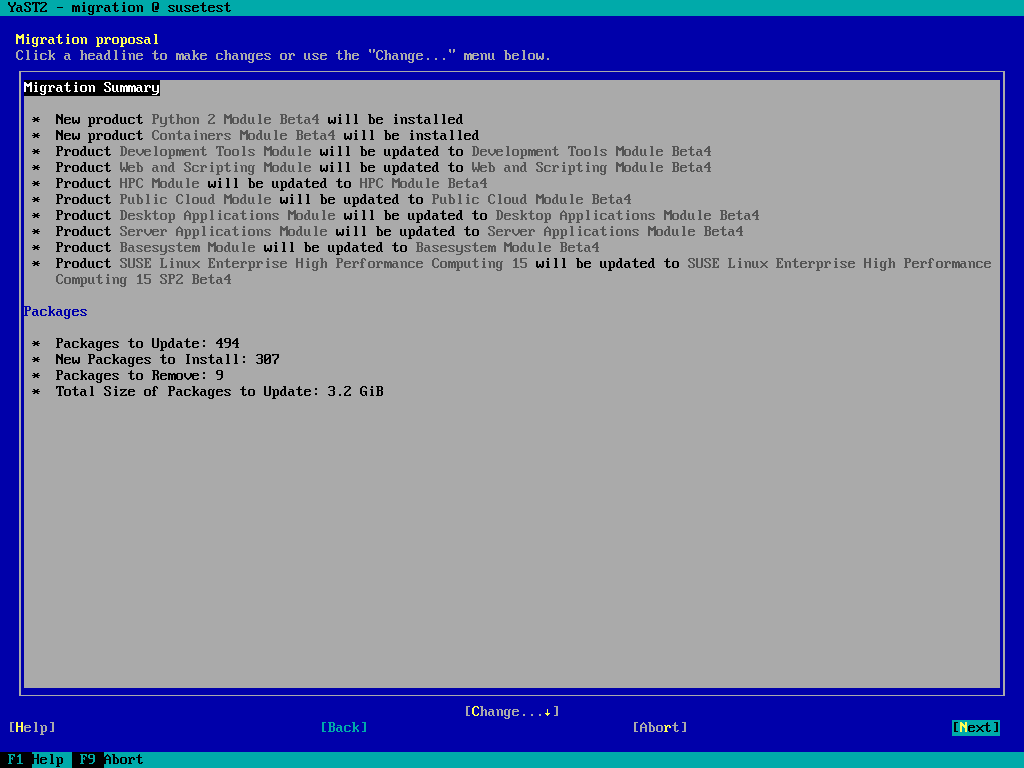 YaST2 - migration @ susetest
Migration proposal
Click a headline to make changes or use the "Change..." menu below.
Migration Summary
* New product Python 2 Module Beta4 will be installed
* New product Containers Module Beta4 will be installed
* Product Development Tools Module will be updated to Development Tools Module Beta4
* Product Web and Scripting Module will be updated to Web and Scripting Module Beta4
* Product HPC Module will be updated to HPC Module Beta4
* Product Public Cloud Module will be updated to Public Cloud Module Beta4
* Product Desktop Applications Module will be updated to Desktop Applications Module Beta4
* Product Server Applications Module will be updated to Server Applications Module Beta4
* Product Basesystem Module will be updated to Basesystem Module Beta4
* Product SUSE Linux Enterprise High Performance Computing 15 will be updated to SUSE Linux Enterprise High Performance
Computing 15 SP2 Beta4
Packages
* Packages to Update: 494
* New Packages to Install: 307
* Packages to Remove: 9
* Total Size of Packages to Update: 3.2 GiB
[Change...↓]
[Help] [Back] [Abort] [Next]
F1 Help F9 Abort